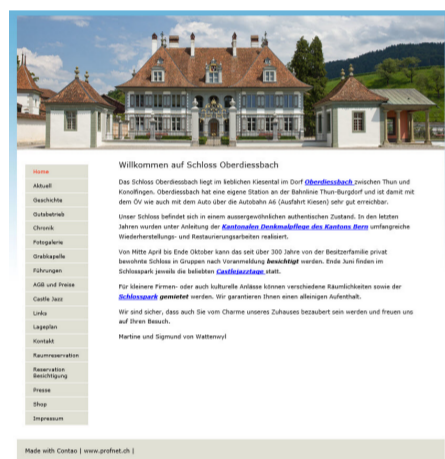 Home
Aktuell
Geschichte
Gutsbetrieb
Chronik
Fotogalerie
Grabkapelle
Führungen
AGB und Preise
Castle Jazz
Links
Lageplan
Kontakt
Raumreservation
Reservation
Besichtigung
Presse
Shop
Impressum
Willkommen auf Schloss Oberdiessbach
Das Schloss Oberdiessbach liegt im lieblichen Kiesental im Dorf Oberdiessbach zwischen Thun und
Konolfingen. Oberdiessbach hat eine eigene Station an der Bahnlinie Thun-Burgdorf und ist damit mit
dem ÖV wie auch mit dem Auto über die Autobahn A6 (Ausfahrt Kiesen) sehr gut erreichbar.
Unser Schloss befindet sich in einem aussergewöhnlichen authentischen Zustand. In den letzten
Jahren wurden unter Anleitung der Kantonalen Denkmalpflege des Kantons Bern umfangreiche
Wiederherstellungs- und Restaurierungsarbeiten realisiert.
Von Mitte April bis Ende Oktober kann das seit über 300 Jahren von der Besitzerfamilie privat
bewohnte Schloss in Gruppen nach Voranmeldung besichtigt werden. Ende Juni finden im
Schlosspark jeweils die beliebten Castlejazztage statt.
Für kleinere Firmen- oder auch kulturelle Anlässe können verschiedene Räumlichkeiten sowie der
Schlosspark gemietet werden. Wir garantieren Ihnen einen alleinigen Aufenthalt.
Wir sind sicher, dass auch Sie vom Charme unseres Zuhauses bezaubert sein werden und freuen uns
auf Ihren Besuch.
Martine und Sigmund von Wattenwyl
Made with Contao | www.profnet.ch |